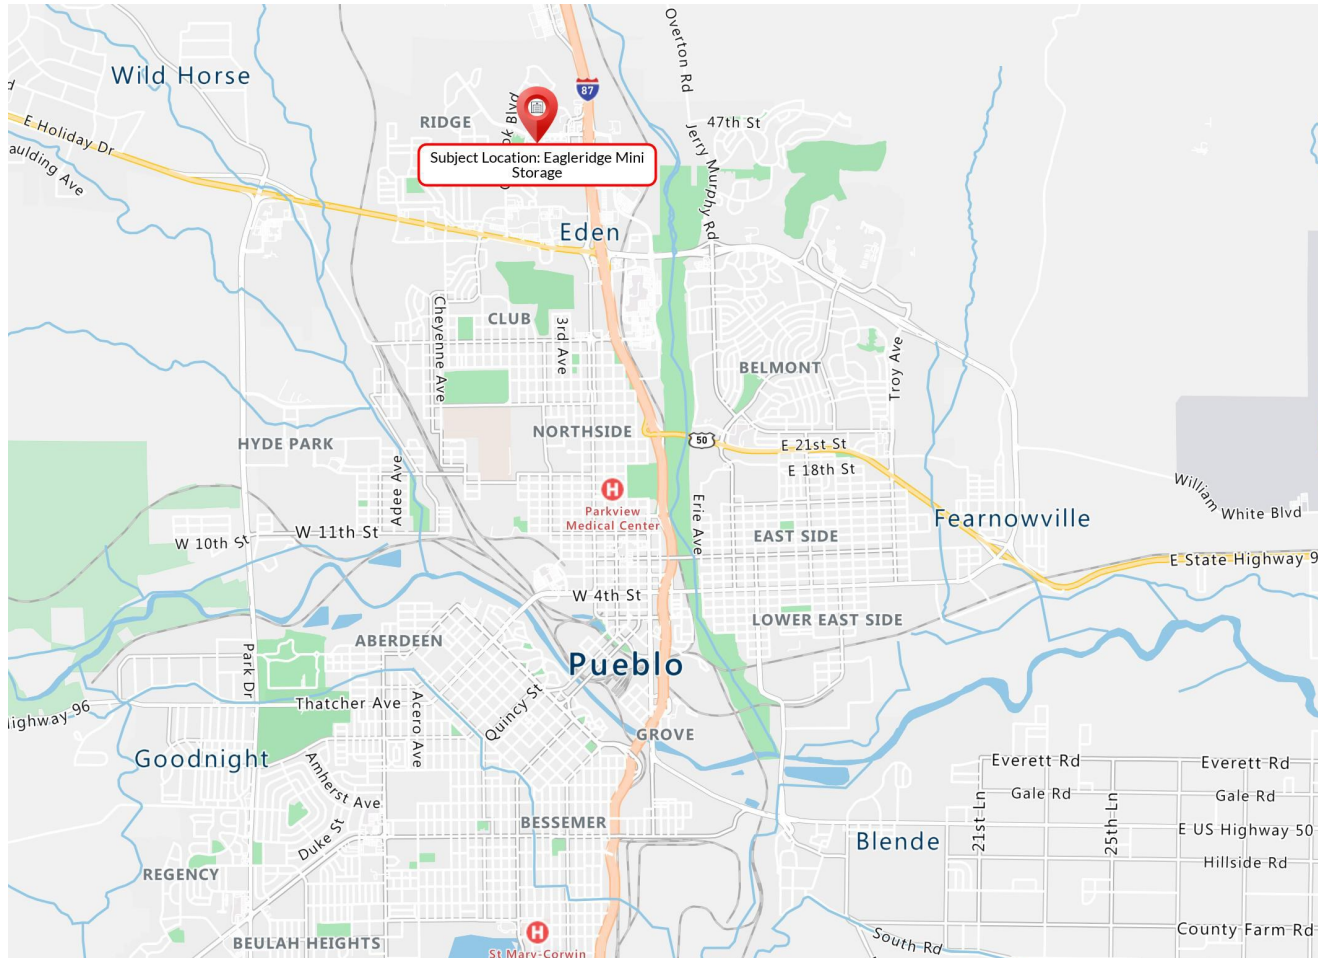 Overton Rd
Wild Horse
87
RIDGE
47th St
E Holiday Dr
Jerry Murphy Rd
Subject Location: Eagleridge Mini
Storage
Eden
CLUB
Cheyenne Ave
3rd Ave
BELMONT
Troy Ave
HYDE PARK
NORTHSIDE
50
E 21st St
E 18th St
Adee Ave
H
Parkview
Medical Center
Erie Ave
William
White Blvd
Fearnowville
W 10th St
W 11th St
EAST SIDE
E State Highway 9
W 4th St
LOWER EAST SIDE
ABERDEEN
Pueblo
Park Dr
Thatcher Ave
Acero Ave
Quincy St
Highway 96
GROVE
Goodnight
Everett Rd
Everett Rd
Amherst Ave
Gale Rd
Gale Rd
21st Ln
25th Ln
BESSEMER
E US Highway 50
Duke St
Blende
Hillside Rd
REGENCY
County Farm Rd
BEULAH HEIGHTS
H
St Mary-Corwin
South Rd